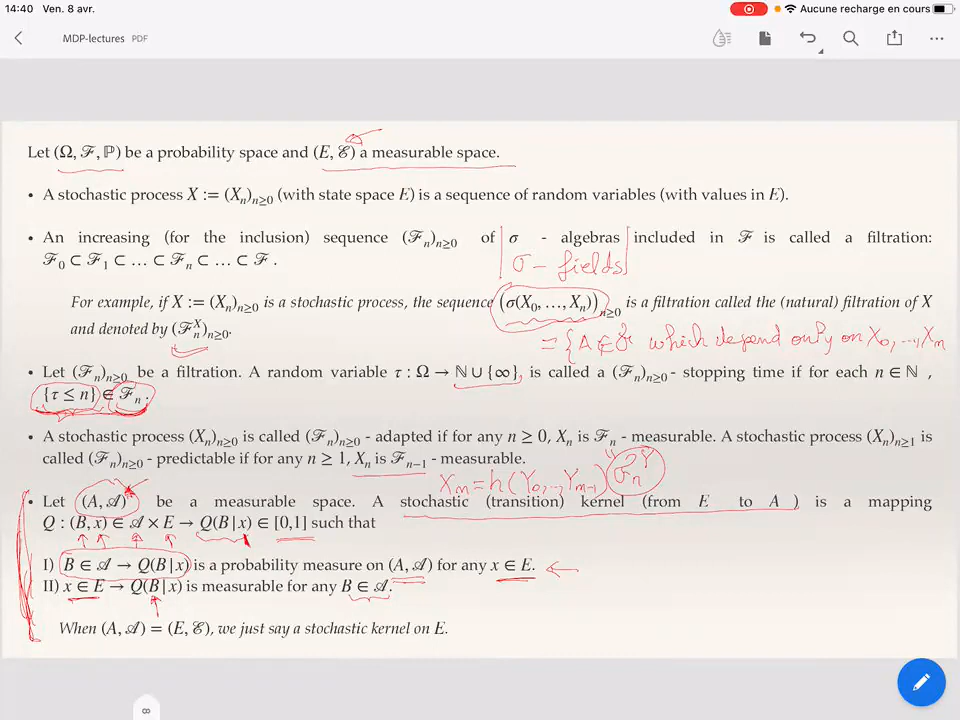 14:40 Ven. 8 avr.
Aucune recharge en cours
MDP-lectures PDF
Let (Ω, ℱ, ℙ) be a probability space and (E, ℰ) a measurable space.
• A stochastic process X := (Xₙ)ₙ≥₀ (with state space E) is a sequence of random variables (with values in E).
• An increasing (for the inclusion) sequence (ℱₙ)ₙ≥₀ of σ - algebras included in ℱ is called a filtration:
ℱ₀ ⊂ ℱ₁ ⊂ … ⊂ ℱₙ ⊂ … ⊂ ℱ.
σ - fields
For example, if X := (Xₙ)ₙ≥₀ is a stochastic process, the sequence (σ(X₀, …, Xₙ))ₙ≥₀ is a filtration called the (natural) filtration of X
and denoted by (ℱₙˣ)ₙ≥₀.
= {A ∈ ℱ which depend only on X₀, .., Xₙ
• Let (ℱₙ)ₙ≥₀ be a filtration. A random variable τ : Ω → ℕ ∪ {∞}, is called a (ℱₙ)ₙ≥₀ - stopping time if for each n ∈ ℕ ,
{τ ≤ n} ∈ ℱₙ.
• A stochastic process (Xₙ)ₙ≥₀ is called (ℱₙ)ₙ≥₀ - adapted if for any n ≥ 0, Xₙ is ℱₙ - measurable. A stochastic process (Xₙ)ₙ≥₁ is
called (ℱₙ)ₙ≥₀ - predictable if for any n ≥ 1, Xₙ is ℱₙ₋₁ - measurable.
Xₙ = h(Y₀, .., Yₙ₋₁)
• Let (A, 𝒜) be a measurable space. A stochastic (transition) kernel (from E to A ) is a mapping
Q : (B, x) ∈ 𝒜 × E → Q(B|x) ∈ [0,1] such that
I) B ∈ 𝒜 → Q(B|x) is a probability measure on (A, 𝒜) for any x ∈ E.
II) x ∈ E → Q(B|x) is measurable for any B ∈ 𝒜.
When (A, 𝒜) = (E, ℰ), we just say a stochastic kernel on E.